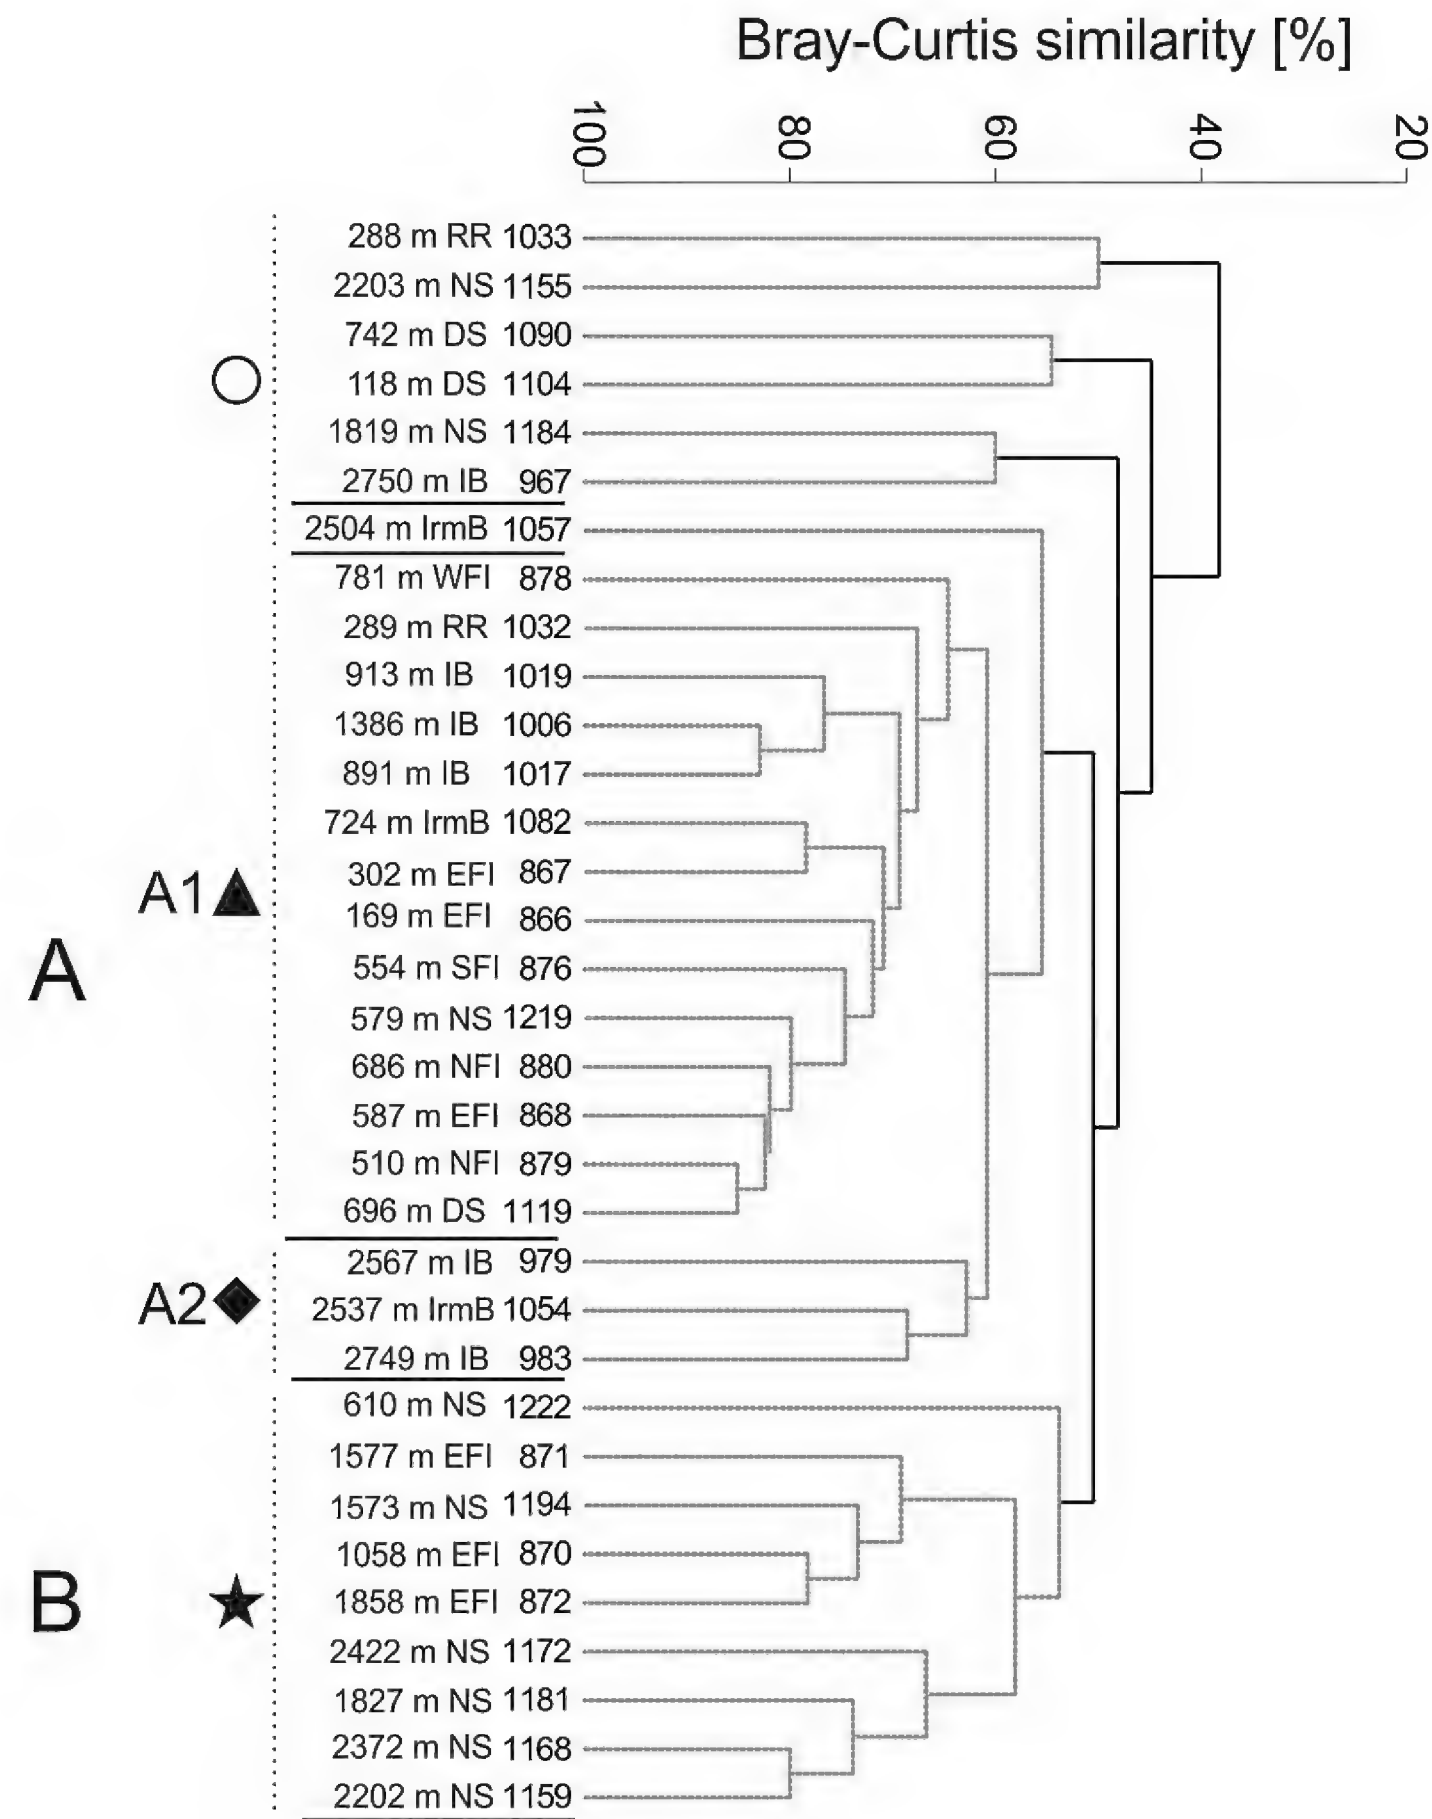 Bray-Curtis similarity [%]
100 80 60 40 20
288 m RR 1033
2203 m NS 1155
742 m DS 1090
118 m DS 1104
1819 m NS 1184
2750 m IB 967
2504 m IrmB 1057
781 m WFI 878
289 m RR 1032
913 m IB 1019
1386 m IB 1006
891 m IB 1017
724 m IrmB 1082
302 m EFI 867
A1
169 m EFI 866
A
554 m SFI 876
579 m NS 1219
686 m NFI 880
587 m EFI 868
510 m NFI 879
696 m DS 1119
2567 m IB 979
A2
2537 m IrmB 1054
2749 m IB 983
610 m NS 1222
1577 m EFI 871
1573 m NS 1194
1058 m EFI 870
B
1858 m EFI 872
2422 m NS 1172
1827 m NS 1181
2372 m NS 1168
2202 m NS 1159